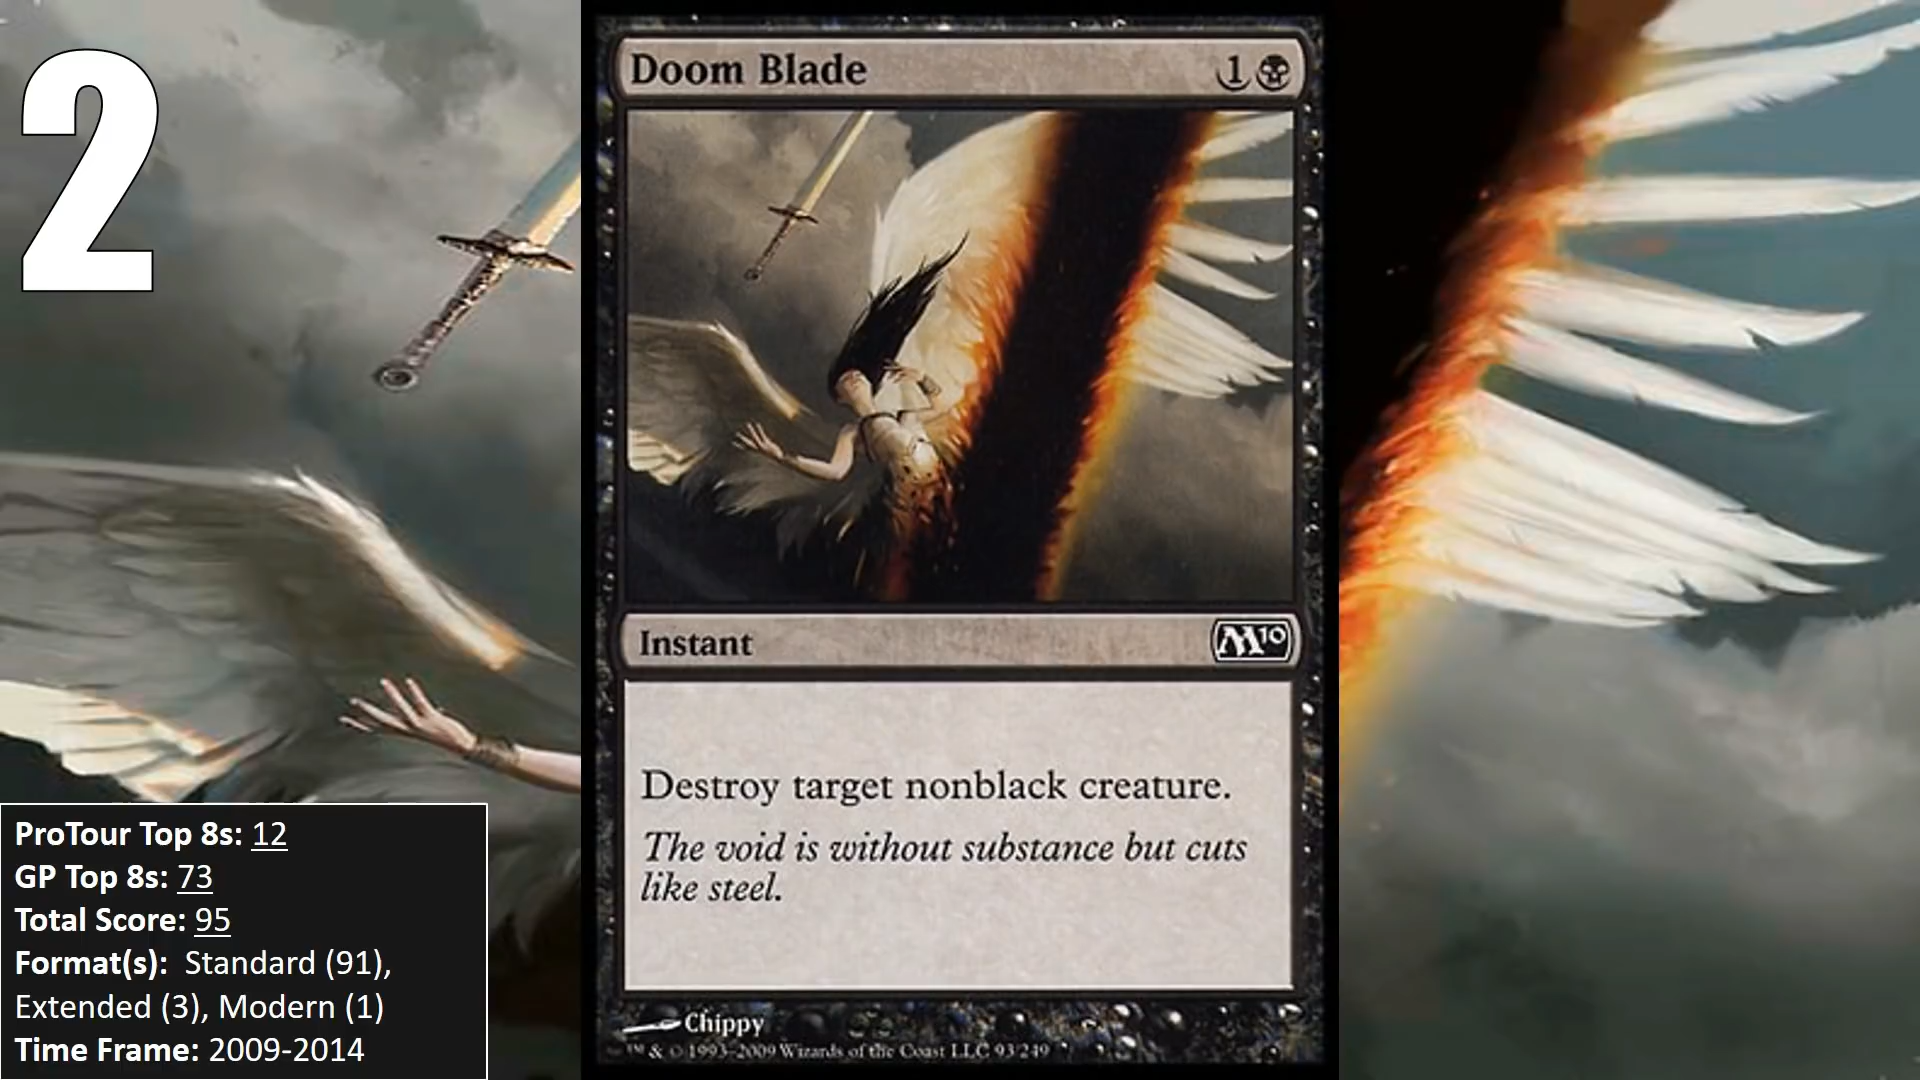 2
Doom Blade
1
Instant
M10
Destroy target nonblack creature.
The void is without substance but cuts
like steel.
Chippy
™ & © 1993–2009 Wizards of the Coast LLC 93/249
ProTour Top 8s: 12
GP Top 8s: 73
Total Score: 95
Format(s): Standard (91),
Extended (3), Modern (1)
Time Frame: 2009-2014